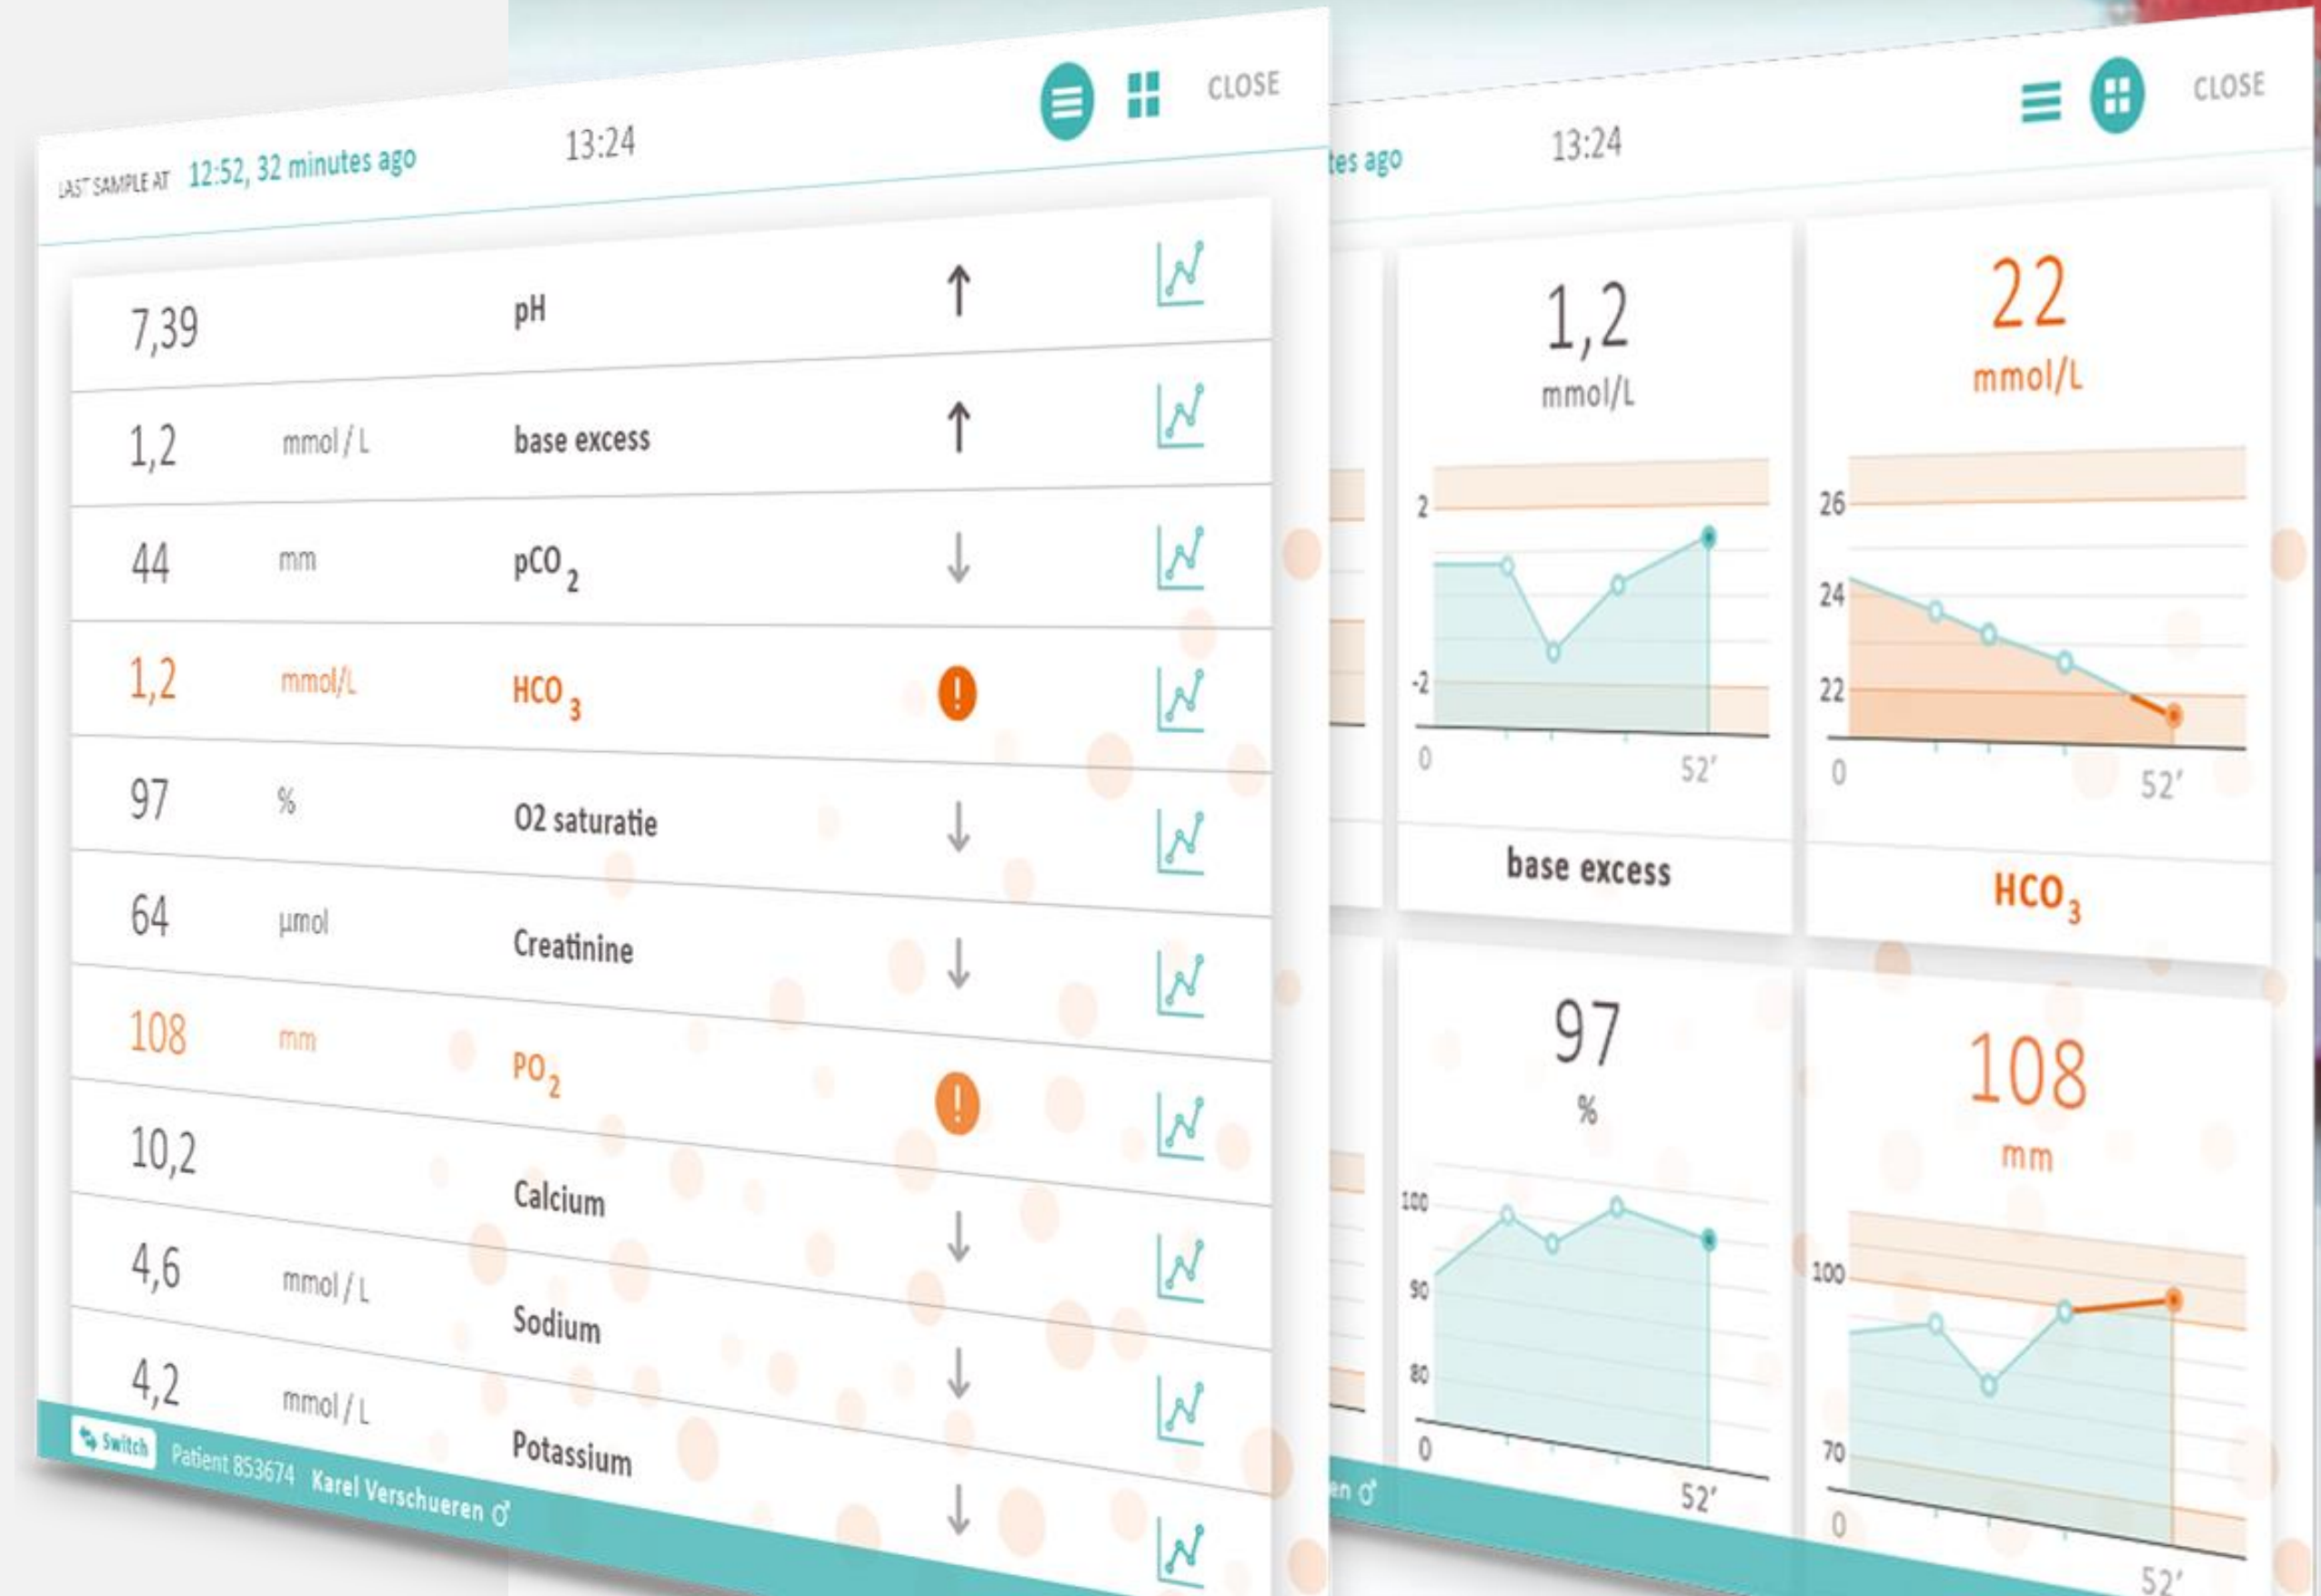 LAST SAMPLE AT 12:52, 32 minutes ago 13:24 CLOSE
7,39 pH
1,2 mmol / L base excess
44 mm pCO2
1,2 mmol/L HCO3
97 % O2 saturatie
64 µmol Creatinine
108 mm PO2
10,2 Calcium
4,6 mmol / L Sodium
4,2 mmol / L Potassium
Switch Patient 853674 Karel Verschueren ♂
tes ago 13:24 CLOSE
1,2
mmol/L
2
-2
0 52’
base excess
22
mmol/L
26
24
22
0 52’
HCO3
97
%
100
90
80
0 52’
108
mm
100
70
0 52’
en ♂